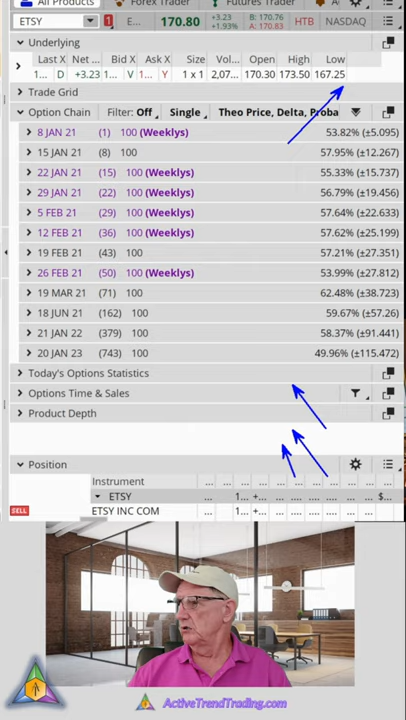 All Products Forex Trader Futures Trader
ETSY 170.80 +3.23 +1.93% B: 170.76 A: 170.83 HTB NASDAQ
Underlying
Last X Net Chng Bid X Ask X Size Vol... Open High Low
1... D +3.23 1... V 1... Y 1 x 1 2,07... 170.30 173.50 167.25
Trade Grid
Option Chain Filter: Off Single Theo Price, Delta, Proba
8 JAN 21 (1) 100 (Weeklys) 53.82% (±5.095)
15 JAN 21 (8) 100 57.95% (±12.267)
22 JAN 21 (15) 100 (Weeklys) 55.33% (±15.737)
29 JAN 21 (22) 100 (Weeklys) 56.79% (±19.456)
5 FEB 21 (29) 100 (Weeklys) 57.64% (±22.633)
12 FEB 21 (36) 100 (Weeklys) 57.62% (±25.199)
19 FEB 21 (43) 100 57.21% (±27.351)
26 FEB 21 (50) 100 (Weeklys) 53.99% (±27.812)
19 MAR 21 (71) 100 62.48% (±38.723)
18 JUN 21 (162) 100 59.67% (±57.26)
21 JAN 22 (379) 100 58.37% (±91.441)
20 JAN 23 (743) 100 49.96% (±115.472)
Today's Options Statistics
Options Time & Sales
Product Depth
Position
Instrument ... ... ... ... ... ... ... ...
ETSY ... 1... +... ... ... ... ... $...
SELL ETSY INC COM ... 1... +... ... ... ... ... ...
ActiveTrendTrading.com